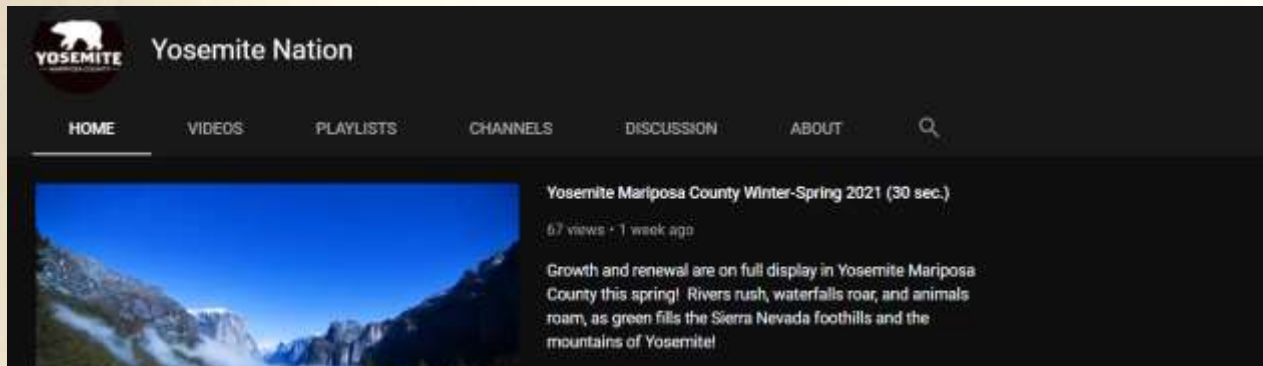 YOSEMITE
MARIPOSA COUNTY
Yosemite Nation
HOME VIDEOS PLAYLISTS CHANNELS DISCUSSION ABOUT
Yosemite Mariposa County Winter-Spring 2021 (30 sec.)
67 views • 1 week ago
Growth and renewal are on full display in Yosemite Mariposa
County this spring! Rivers rush, waterfalls roar, and animals
roam, as green fills the Sierra Nevada foothills and the
mountains of Yosemite!